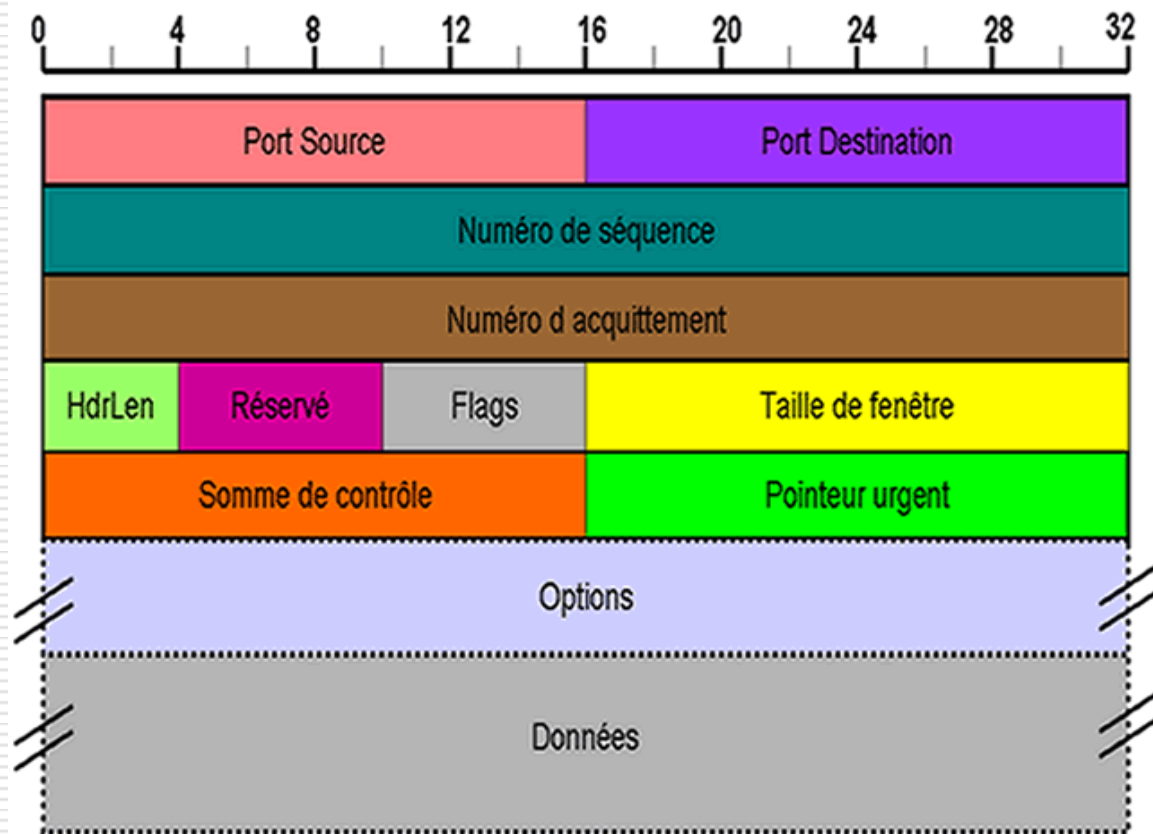 0 4 8 12 16 20 24 28 32
Port Source Port Destination
Numéro de séquence
Numéro d acquittement
HdrLen Réservé Flags Taille de fenêtre
Somme de contrôle Pointeur urgent
Options
Données